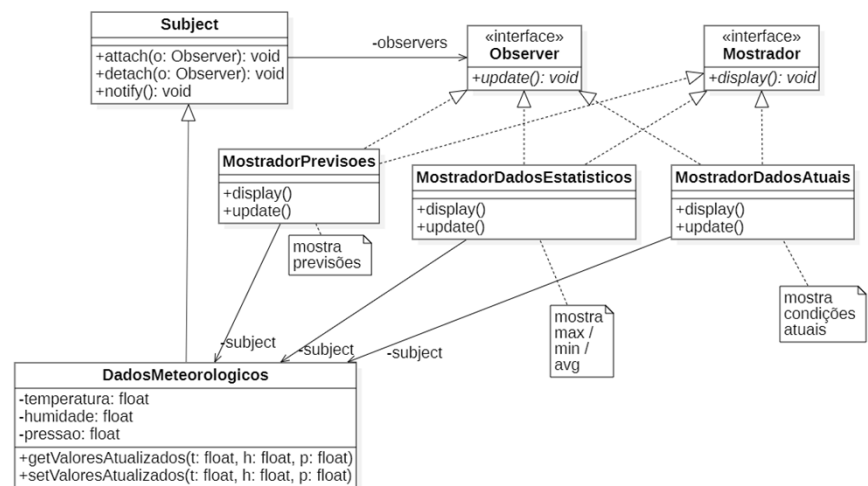 Subject
+attach(o: Observer): void
+detach(o: Observer): void
+notify(): void
-observers
«interface»
Observer
+update(): void
«interface»
Mostrador
+display(): void
MostradorPrevisoes
+display()
+update()
MostradorDadosEstatisticos
+display()
+update()
MostradorDadosAtuais
+display()
+update()
mostra
previsões
mostra
max /
min /
avg
mostra
condições
atuais
-subject
-subject
-subject
DadosMeteorologicos
-temperatura: float
-humidade: float
-pressao: float
+getValoresAtualizados(t: float, h: float, p: float)
+setValoresAtualizados(t: float, h: float, p: float)